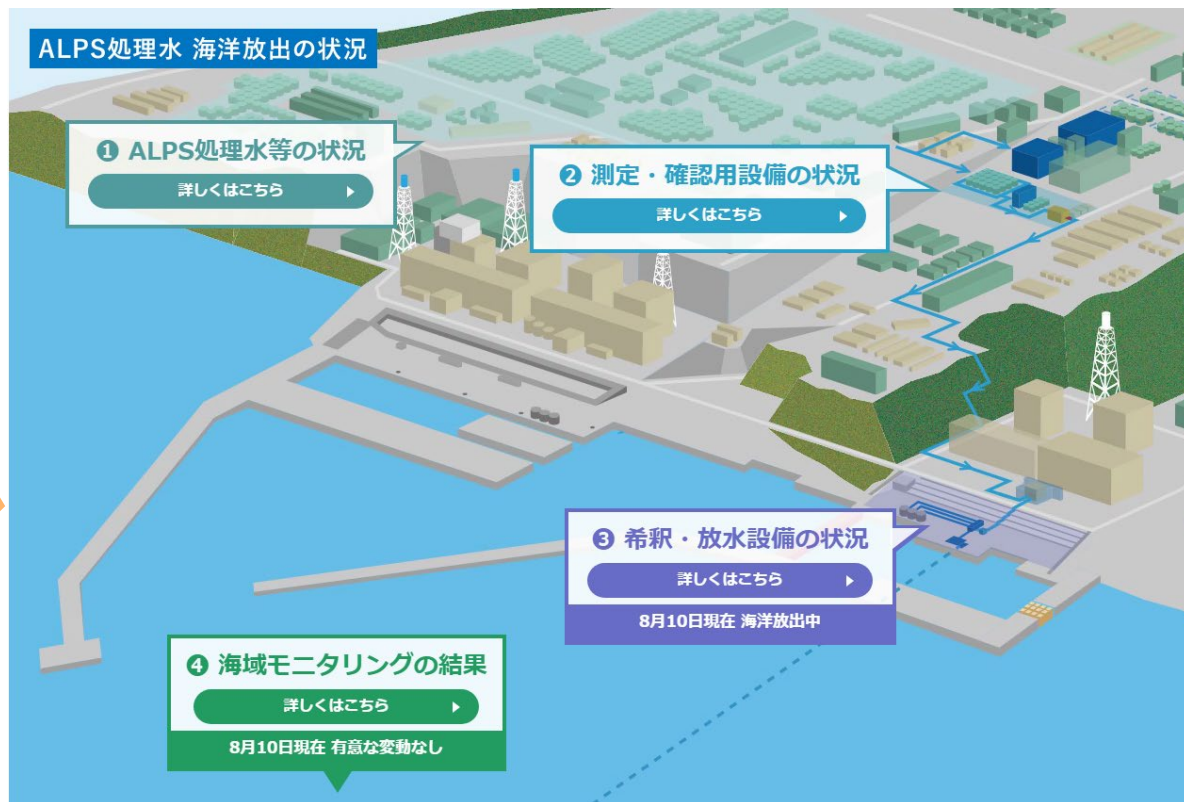 ALPS処理水 海洋放出の状況
❶ ALPS処理水等の状況
詳しくはこちら
❷ 測定・確認用設備の状況
詳しくはこちら
❸ 希釈・放水設備の状況
詳しくはこちら
8月10日現在 海洋放出中
❹ 海域モニタリングの結果
詳しくはこちら
8月10日現在 有意な変動なし